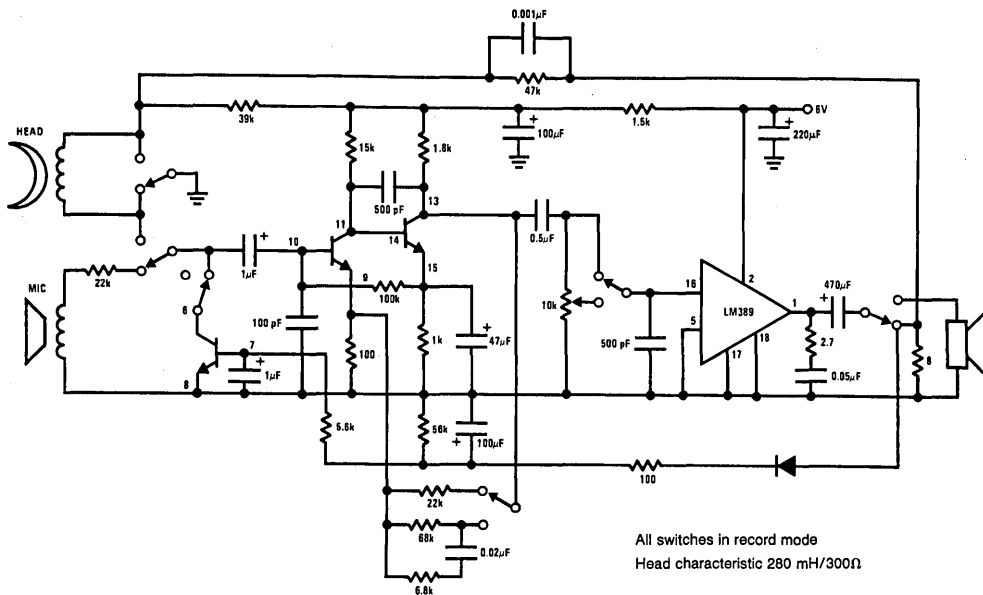 0.001µF
47k
39k
1.5k
6V
HEAD
15k
1.8k
100µF
220µF
500 pF
13
11
14
0.5µF
10
1µF
22k
MIC
9
15
100k
10k
16
2
LM389
1
470µF
5
18
17
6
100 pF
100
1k
47µF
500 pF
2.7
8
7
8
1µF
0.05µF
5.6k
56k
100µF
100
22k
68k
0.02µF
6.8k
All switches in record mode
Head characteristic 280 mH/300Ω